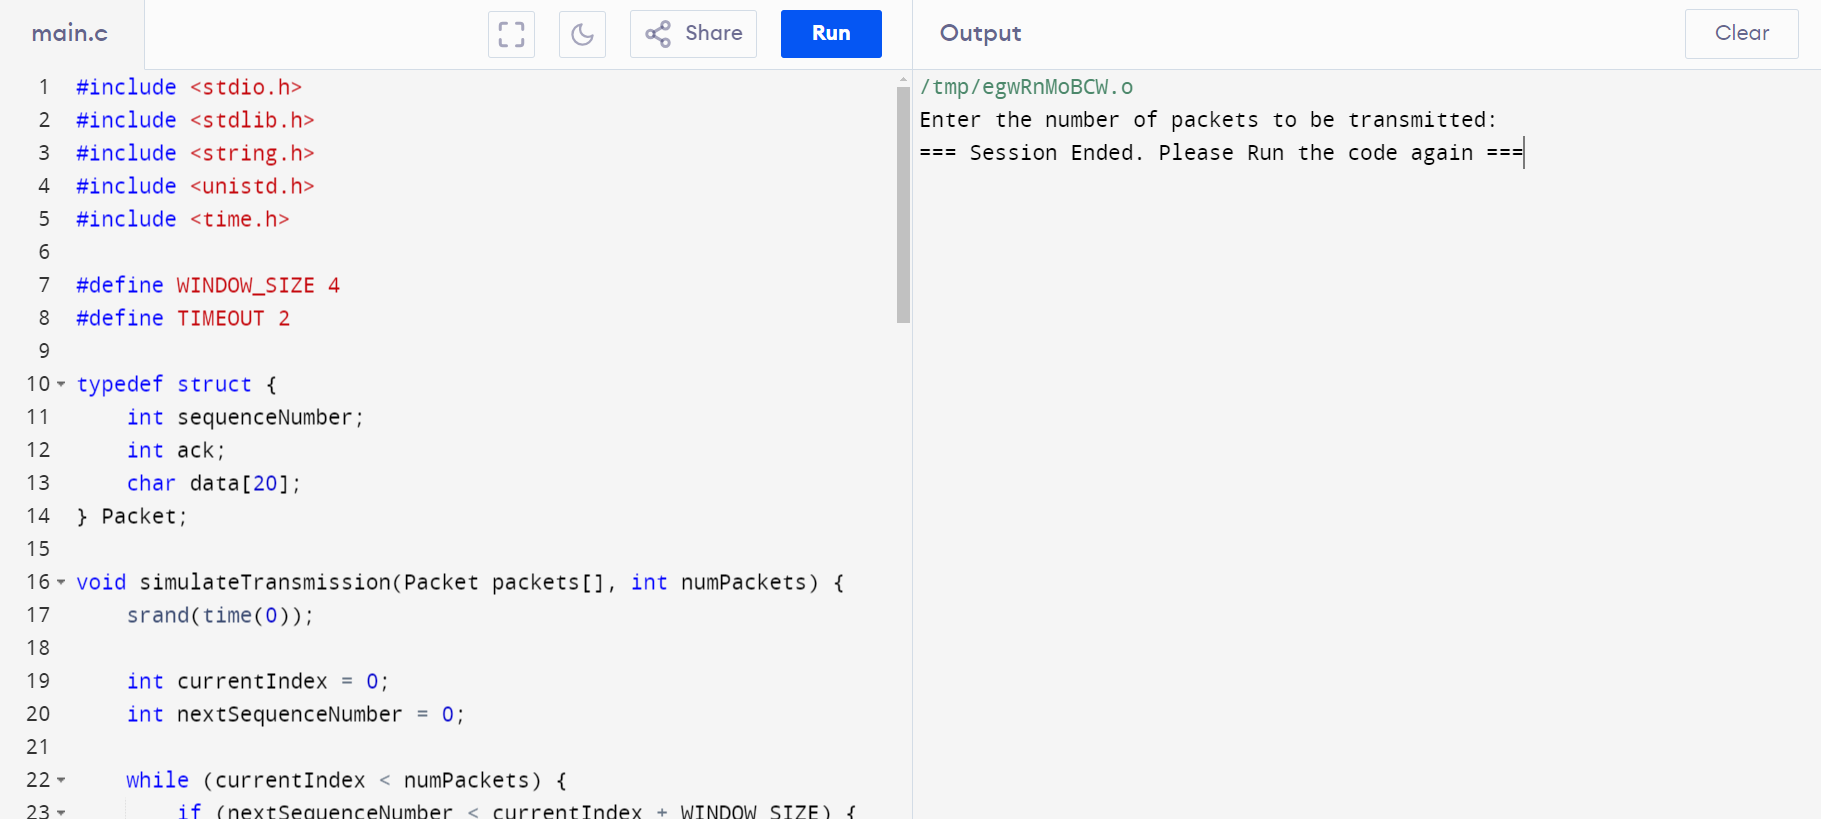 main.c
Share
Run
Output
Clear
1 #include <stdio.h>
2 #include <stdlib.h>
3 #include <string.h>
4 #include <unistd.h>
5 #include <time.h>
6
7 #define WINDOW_SIZE 4
8 #define TIMEOUT 2
9
10 typedef struct {
11 int sequenceNumber;
12 int ack;
13 char data[20];
14 } Packet;
15
16 void simulateTransmission(Packet packets[], int numPackets) {
17 srand(time(0));
18
19 int currentIndex = 0;
20 int nextSequenceNumber = 0;
21
22 while (currentIndex < numPackets) {
23 if (nextSequenceNumber < currentIndex + WINDOW_SIZE) {
/tmp/egwRnMoBCW.o
Enter the number of packets to be transmitted:
=== Session Ended. Please Run the code again ===